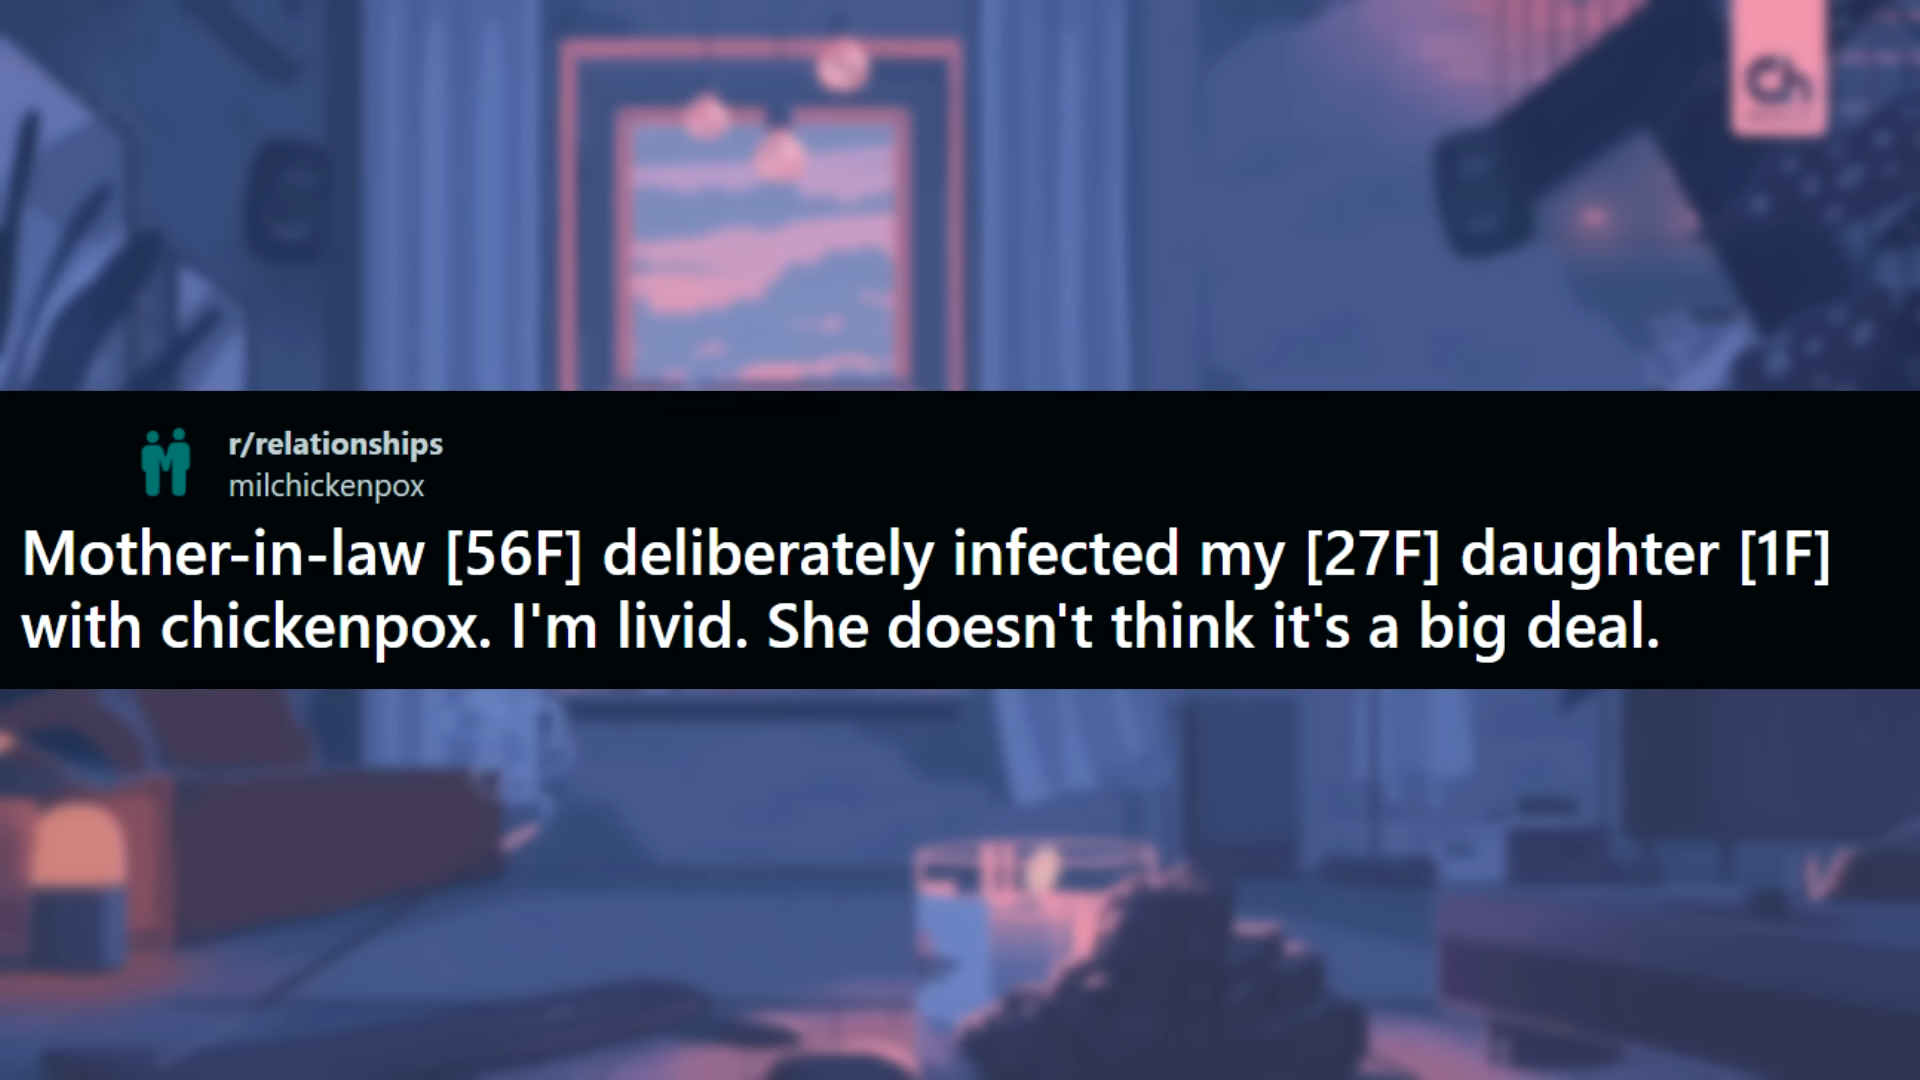 Ch
r/relationships
milchickenpox
Mother-in-law [56F] deliberately infected my [27F] daughter [1F]
with chickenpox. I'm livid. She doesn't think it's a big deal.